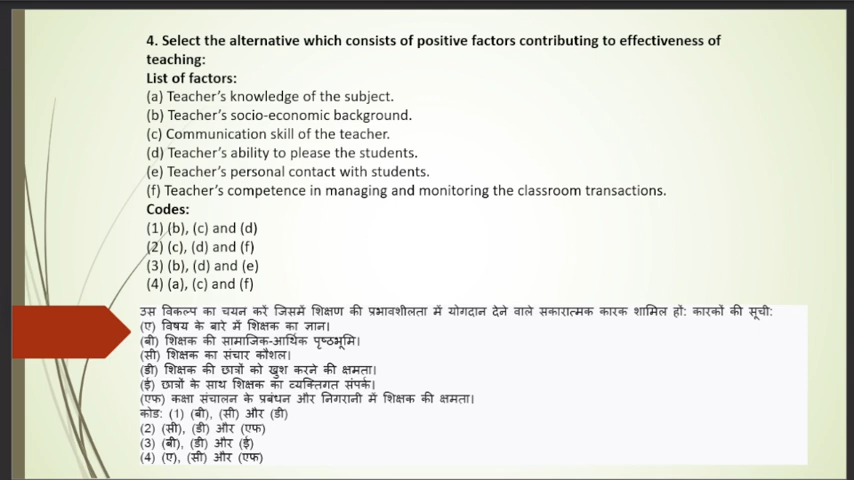 4. Select the alternative which consists of positive factors contributing to effectiveness of
teaching:
List of factors:
(a) Teacher's knowledge of the subject.
(b) Teacher's socio-economic background.
(c) Communication skill of the teacher.
(d) Teacher's ability to please the students.
(e) Teacher's personal contact with students.
(f) Teacher's competence in managing and monitoring the classroom transactions.
Codes:
(1) (b), (c) and (d)
(2) (c), (d) and (f)
(3) (b), (d) and (e)
(4) (a), (c) and (f)
उस विकल्प का चयन करें जिसमें शिक्षण की प्रभावशीलता में योगदान देने वाले सकारात्मक कारक शामिल हों: कारकों की सूची:
(ए) विषय के बारे में शिक्षक का ज्ञान।
(बी) शिक्षक की सामाजिक-आर्थिक पृष्ठभूमि।
(सी) शिक्षक का संचार कौशल।
(डी) शिक्षक की छात्रों को खुश करने की क्षमता।
(ई) छात्रों के साथ शिक्षक का व्यक्तिगत संपर्क।
(एफ) कक्षा संचालन के प्रबंधन और निगरानी में शिक्षक की क्षमता।
कोड: (1) (बी), (सी) और (डी)
(2) (सी), (डी) और (एफ)
(3) (बी), (डी) और (ई)
(4) (ए), (सी) और (एफ)